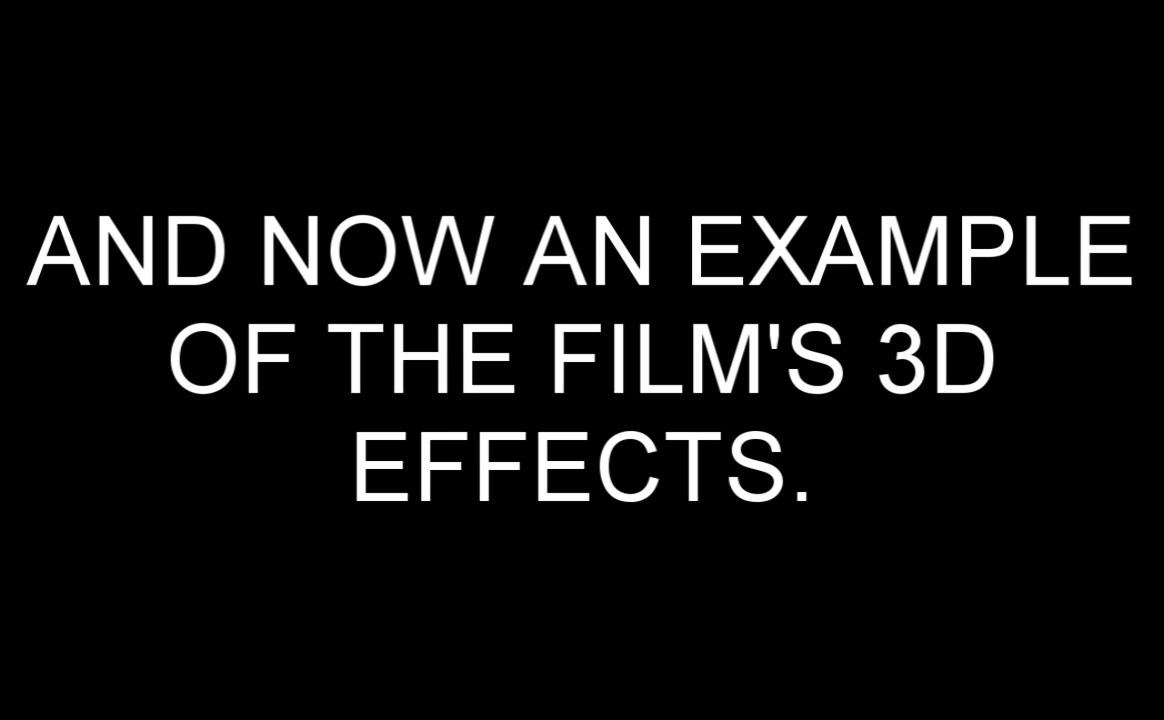 AND NOW AN EXAMPLE
OF THE FILM'S 3D
EFFECTS.